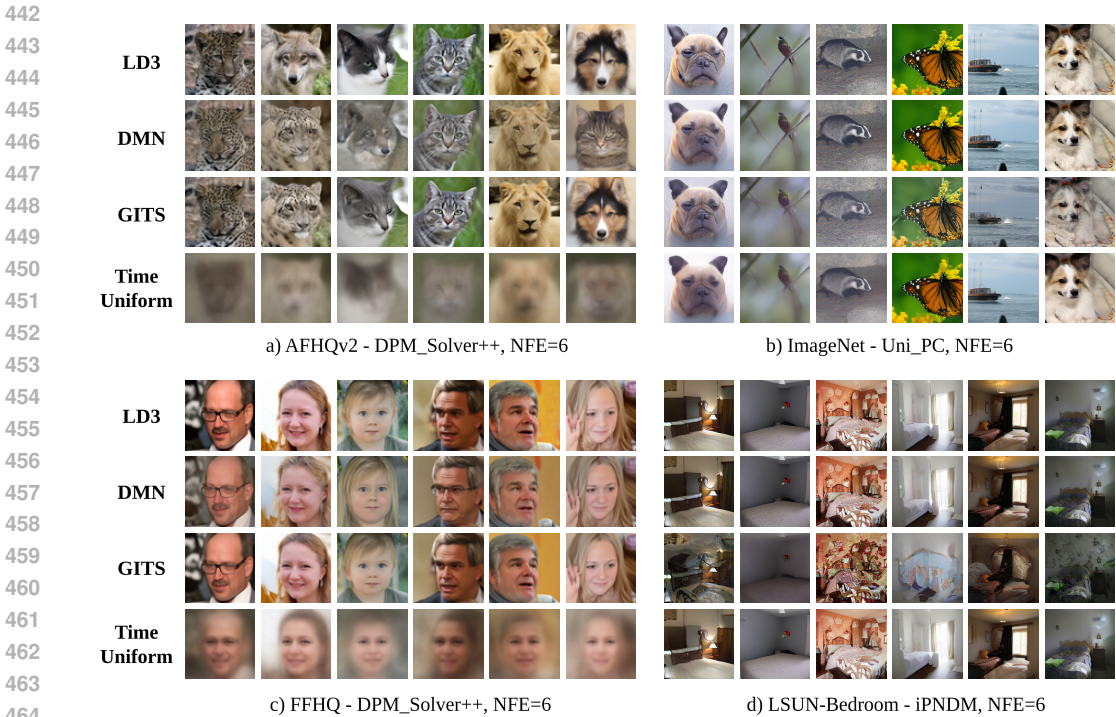 442
443
LD3
444
445
DMN
446
447
GITS
448
449
450
Time
Uniform
451
452
a) AFHQv2 - DPM_Solver++, NFE=6
b) ImageNet - Uni_PC, NFE=6
453
454
LD3
455
456
DMN
457
458
GITS
459
460
461
Time
Uniform
462
463
c) FFHQ - DPM_Solver++, NFE=6
d) LSUN-Bedroom - iPNDM, NFE=6
464